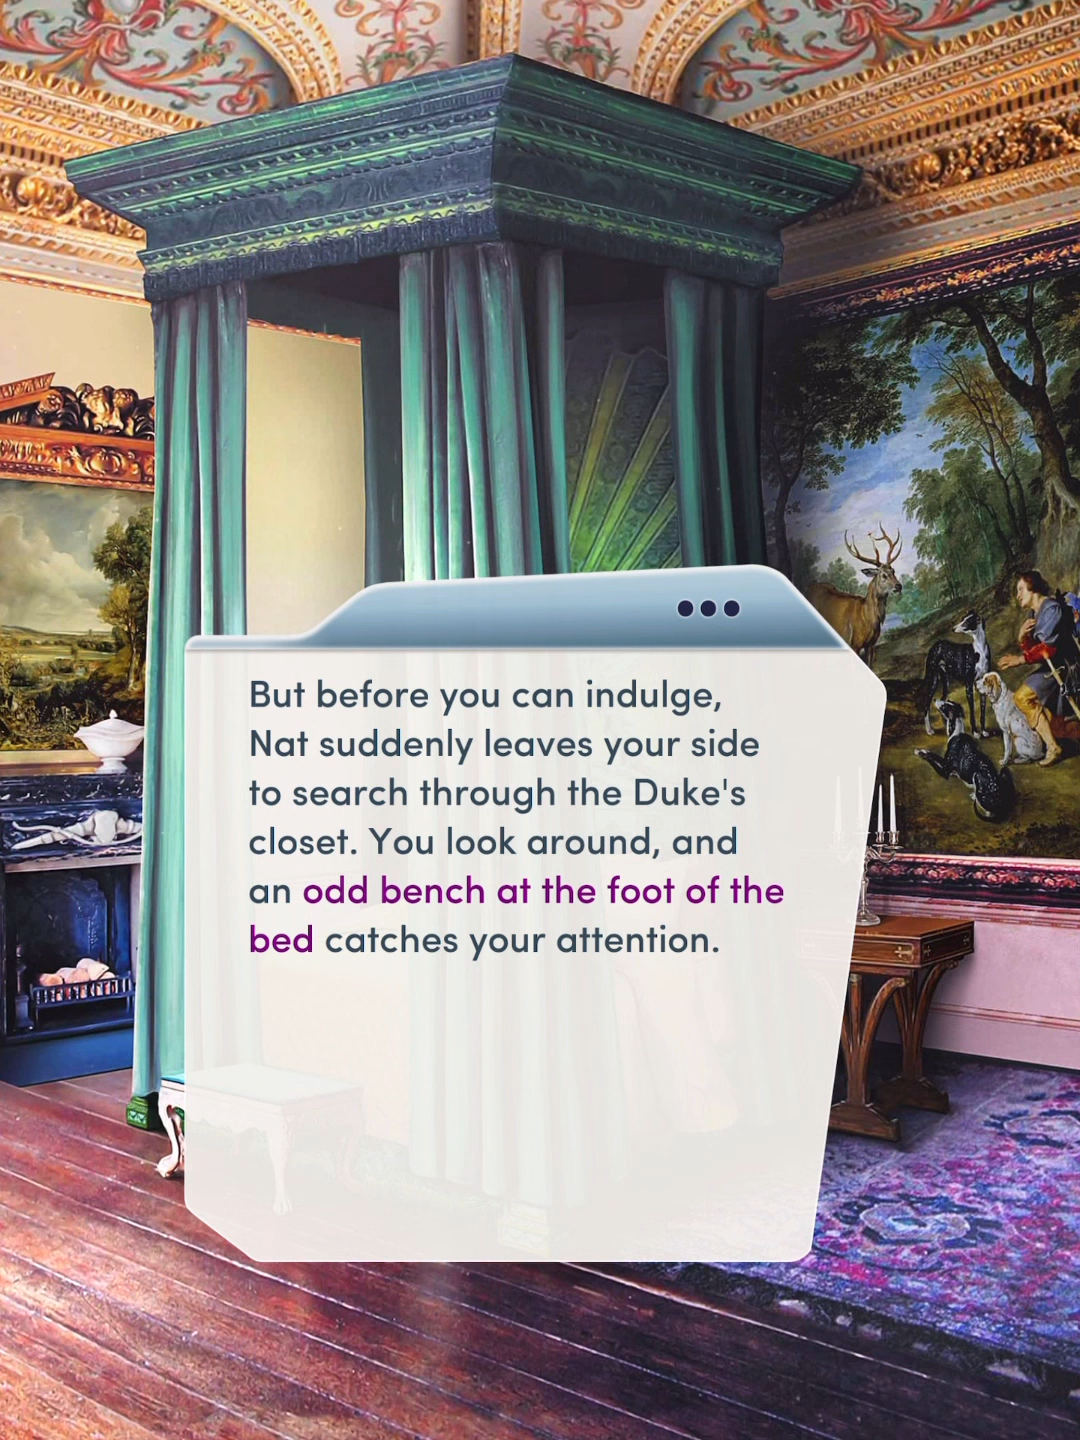 But before you can indulge,
Nat suddenly leaves your side
to search through the Duke's
closet. You look around, and
an odd bench at the foot of the
bed catches your attention.